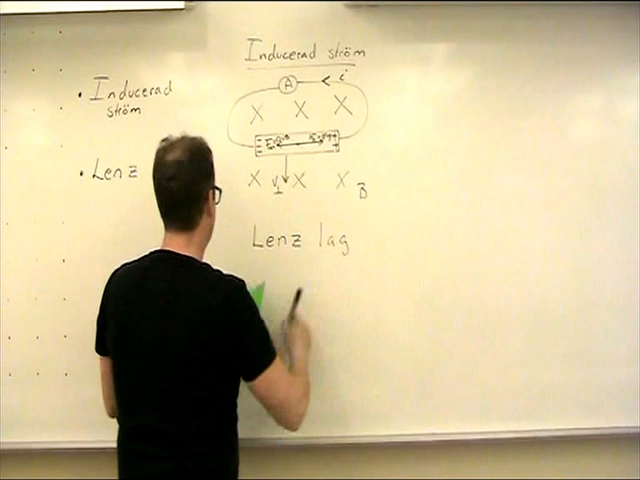 Inducerad ström
• Inducerad
ström
A
i
X X X
• Lenz
X X X
B
Lenz lag